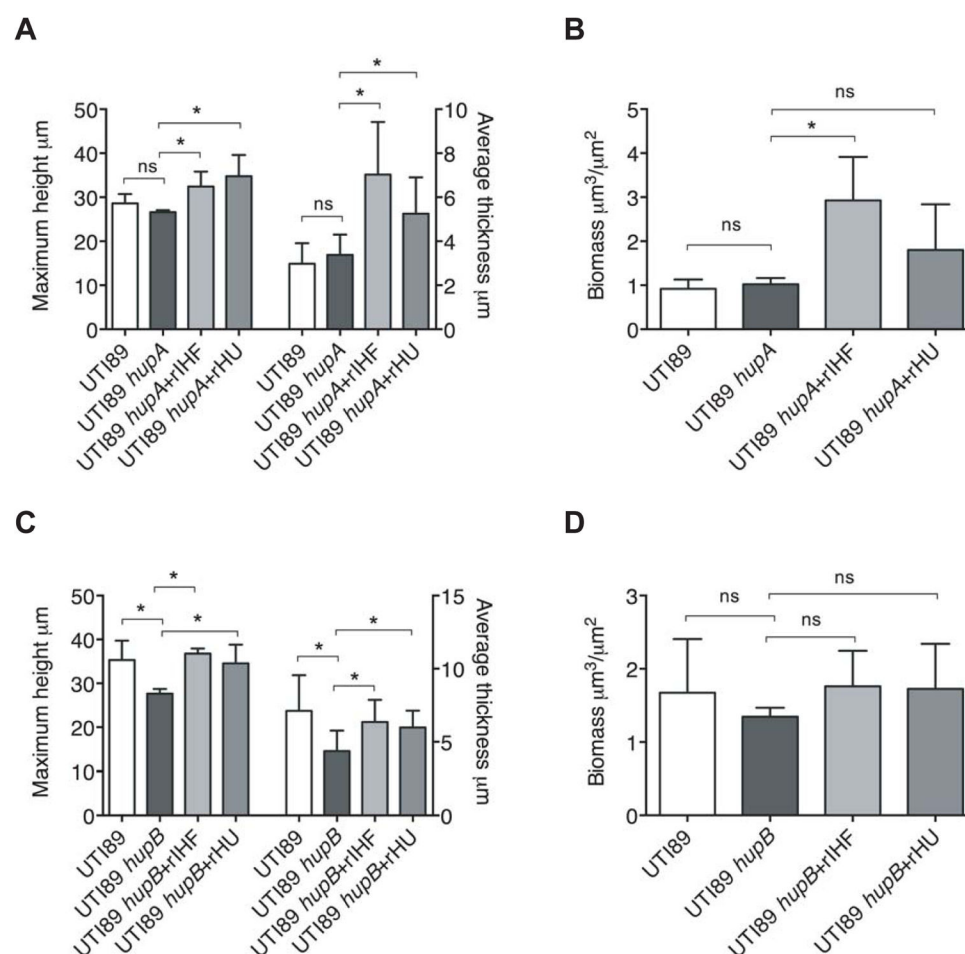 A
Maximum height μm
50
40
30
20
10
0
ns
*
*
ns
*
*
10
8
6
4
2
0
Average thickness μm
UTI89
UTI89 hupA
UTI89 hupA+rIHF
UTI89 hupA+rHU
UTI89
UTI89 hupA
UTI89 hupA+rIHF
UTI89 hupA+rHU
B
Biomass μm³/μm²
5
4
3
2
1
0
ns
*
ns
UTI89
UTI89 hupA
UTI89 hupA+rIHF
UTI89 hupA+rHU
C
Maximum height μm
50
40
30
20
10
0
*
*
*
*
*
*
15
10
5
0
Average thickness μm
UTI89
UTI89 hupB
UTI89 hupB+rIHF
UTI89 hupB+rHU
UTI89
UTI89 hupB
UTI89 hupB+rIHF
UTI89 hupB+rHU
D
Biomass μm³/μm²
3
2
1
0
ns
ns
ns
UTI89
UTI89 hupB
UTI89 hupB+rIHF
UTI89 hupB+rHU